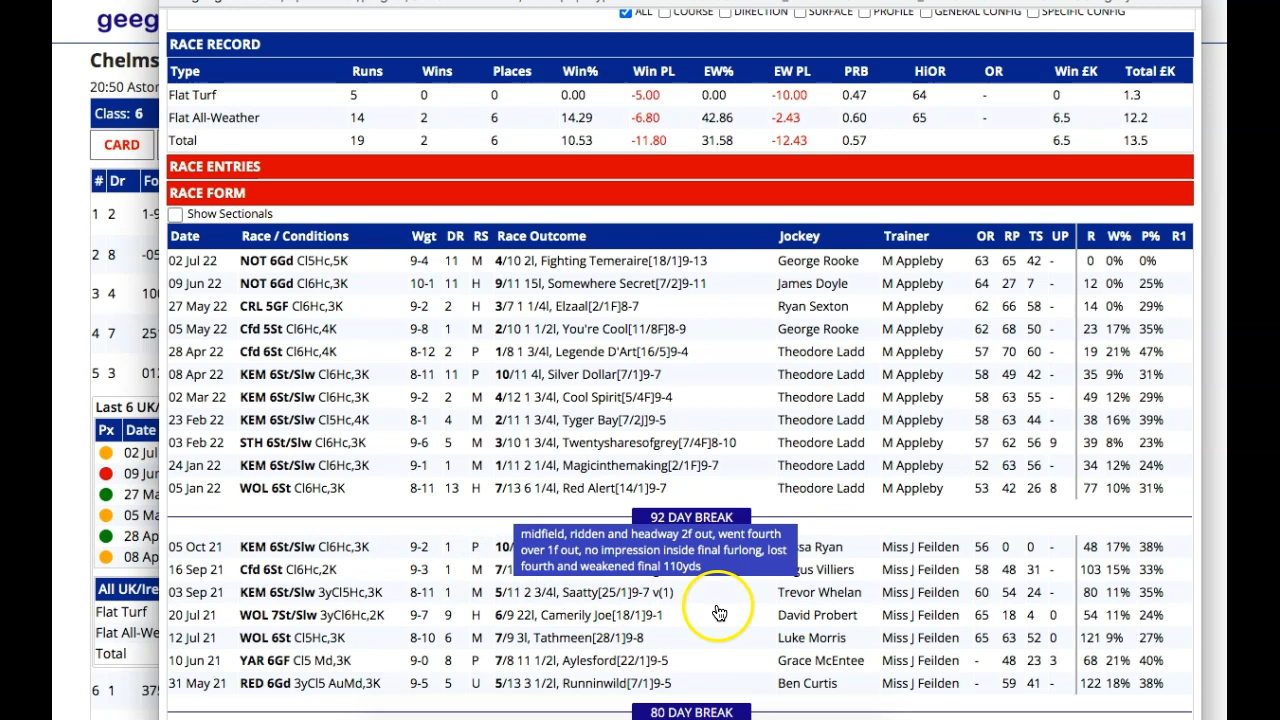 geeg
Chelms
20:50 Aston
Class: 6
CARD
# Dr Fo
1 2 1-9
2 8 -05
3 4 100
4 7 25
5 3 012
Last 6 UK/
Px Date
02 Jul
09 Jun
27 Ma
05 Ma
28 Ap
08 Ap
All UK/Ire
Flat Turf
Flat All-We
Total
6 1 375
ALL COURSE DIRECTION SURFACE PROFILE GENERAL CONFIG SPECIFIC CONFIG
RACE RECORD
Type Runs Wins Places Win% Win PL EW% EW PL PRB HiOR OR Win £K Total £K
Flat Turf 5 0 0 0.00 -5.00 0.00 -10.00 0.47 64 - 0 1.3
Flat All-Weather 14 2 6 14.29 -6.80 42.86 -2.43 0.60 65 - 6.5 12.2
Total 19 2 6 10.53 -11.80 31.58 -12.43 0.57 6.5 13.5
RACE ENTRIES
RACE FORM
Show Sectionals
Date Race / Conditions Wgt DR RS Race Outcome Jockey Trainer OR RP TS UP R W% P% R1
02 Jul 22 NOT 6Gd Cl5Hc,5K 9-4 11 M 4/10 2l, Fighting Temeraire[18/1]9-13 George Rooke M Appleby 63 65 42 - 0 0% 0%
09 Jun 22 NOT 6Gd Cl6Hc,5K 10-1 11 H 9/11 15l, Somewhere Secret[7/2]9-11 James Doyle M Appleby 64 27 7 - 12 0% 25%
27 May 22 CRL 5GF Cl6Hc,3K 9-2 2 H 3/7 1 1/4l, Elzaal[2/1F]8-7 Ryan Sexton M Appleby 62 66 58 - 14 0% 29%
05 May 22 Cfd 5St Cl6Hc,4K 9-8 1 M 2/10 1 1/2l, You're Cool[11/8F]8-9 George Rooke M Appleby 62 68 50 - 23 17% 35%
28 Apr 22 Cfd 6St Cl6Hc,4K 8-12 2 P 1/8 1 3/4l, Legende D'Art[16/5]9-4 Theodore Ladd M Appleby 57 70 60 - 19 21% 47%
08 Apr 22 KEM 6St/Slw Cl6Hc,3K 8-11 11 P 10/11 4l, Silver Dollar[7/1]9-7 Theodore Ladd M Appleby 58 49 42 - 35 9% 31%
02 Mar 22 KEM 6St/Slw Cl6Hc,3K 9-2 2 M 4/12 1 3/4l, Cool Spirit[5/4F]9-4 Theodore Ladd M Appleby 58 63 55 - 49 12% 29%
23 Feb 22 KEM 6St/Slw Cl6Hc,3K 8-1 4 M 2/11 1 3/4l, Tyger Bay[7/2J]9-5 Theodore Ladd M Appleby 58 63 44 - 38 16% 39%
03 Feb 22 STH 6St/Slw Cl6Hc,3K 9-6 5 M 3/10 1 3/4l, Twentysharesofgrey[7/4F]8-10 Theodore Ladd M Appleby 57 62 56 9 39 8% 23%
24 Jan 22 KEM 6St/Slw Cl6Hc,3K 9-1 1 M 1/11 2 1/4l, Magicinthemaking[2/1F]9-7 Theodore Ladd M Appleby 52 63 56 - 34 12% 24%
05 Jan 22 WOL 6St Cl6Hc,3K 8-11 13 H 7/13 6 1/4l, Red Alert[14/1]9-7 Theodore Ladd M Appleby 53 42 26 8 77 10% 31%
92 DAY BREAK
midfield, ridden and headway 2f out, went fourth
over 1f out, no impression inside final furlong, lost
fourth and weakened final 110yds
05 Oct 21 KEM 6St/Slw Cl6Hc,3K 9-2 1 P 10/ sa Ryan Miss J Feilden 56 0 0 - 48 17% 38%
16 Sep 21 Cfd 6St Cl6Hc,2K 9-3 1 M 7/1 gus Villiers Miss J Feilden 58 48 31 - 103 15% 33%
03 Sep 21 KEM 6St/Slw 3yCl5Hc,3K 8-11 1 M 5/11 2 3/4l, Saatty[25/1]9-7 v(1) Trevor Whelan Miss J Feilden 60 54 24 - 80 11% 35%
20 Jul 21 WOL 7St/Slw 3yCl6Hc,2K 9-7 9 H 6/9 22l, Camerily Joe[18/1]9-1 David Probert Miss J Feilden 65 18 4 0 54 11% 24%
12 Jul 21 WOL 6St Cl5Hc,3K 8-10 6 M 7/9 3l, Tathmeen[28/1]9-8 Luke Morris Miss J Feilden 65 63 52 0 121 9% 27%
10 Jun 21 YAR 6GF Cl5 Md,3K 9-0 8 P 7/8 11 1/2l, Aylesford[22/1]9-5 Grace McEntee Miss J Feilden - 48 23 3 68 21% 40%
31 May 21 RED 6Gd 3yCl5 AuMd,3K 9-5 5 U 5/13 3 1/2l, Runninwild[7/1]9-5 Ben Curtis Miss J Feilden - 59 41 - 122 18% 38%
80 DAY BREAK